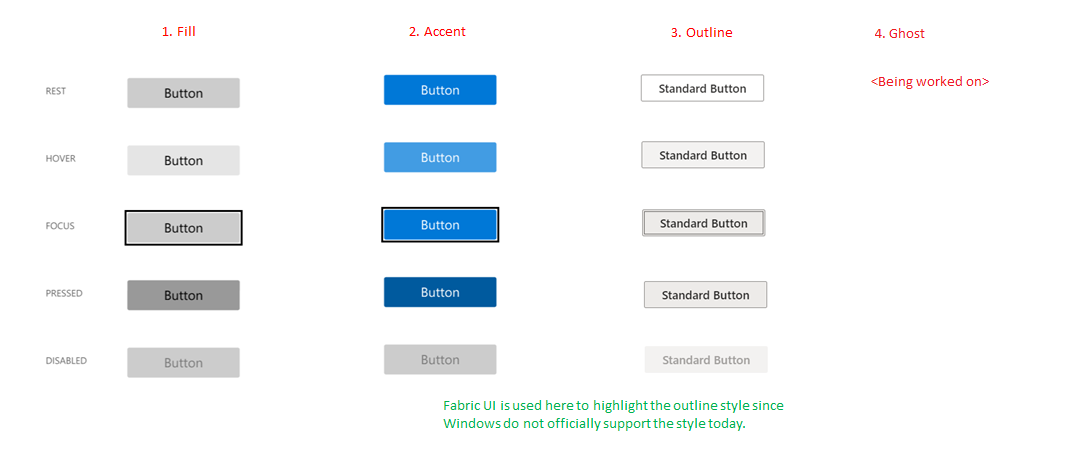 1. Fill
2. Accent
3. Outline
4. Ghost
REST
Button
Button
Standard Button
<Being worked on>
HOVER
Button
Button
Standard Button
FOCUS
Button
Button
Standard Button
PRESSED
Button
Button
Standard Button
DISABLED
Button
Button
Standard Button
Fabric UI is used here to highlight the outline style since
Windows do not officially support the style today.